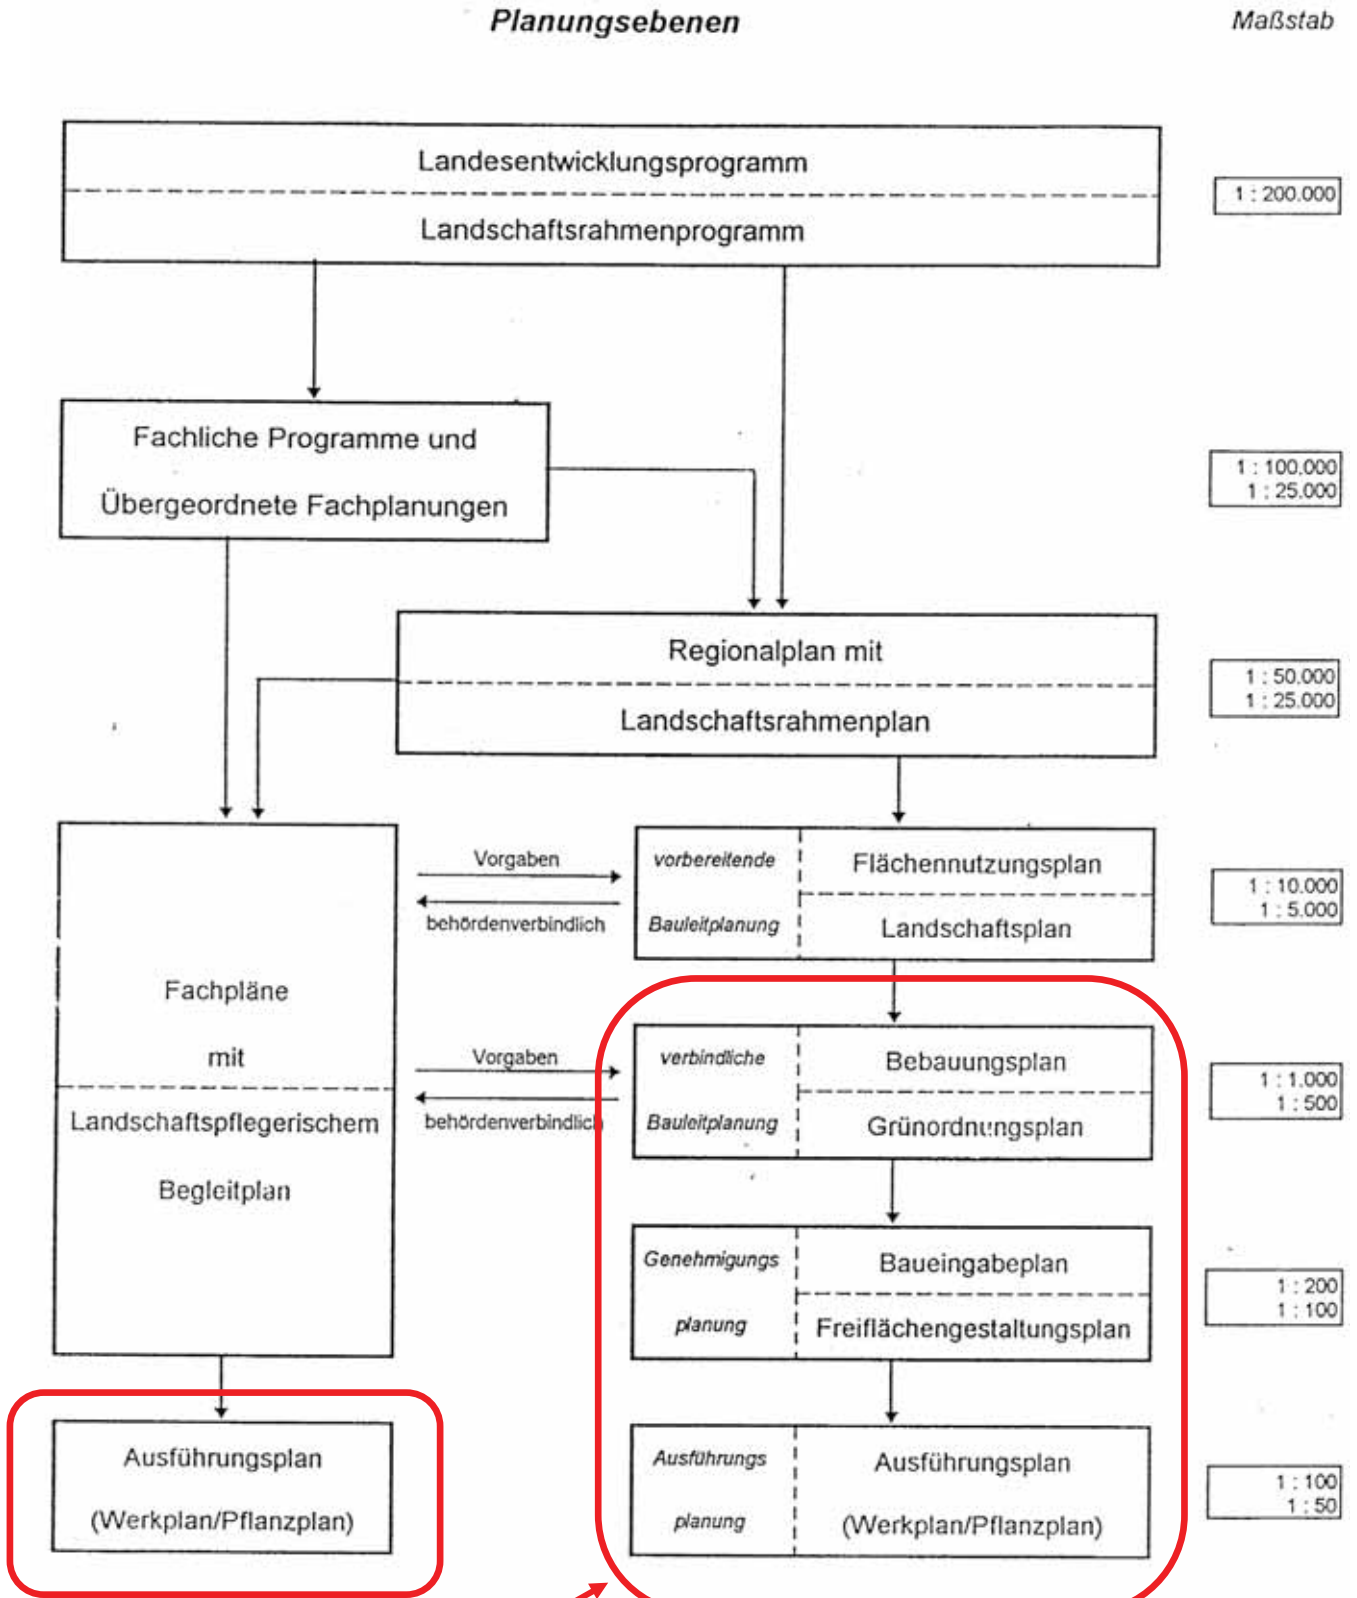 Planungsebenen
Maßstab
Landesentwicklungsprogramm
Landschaftsrahmenprogramm
1 : 200.000
Fachliche Programme und
Übergeordnete Fachplanungen
1 : 100.000
1 : 25.000
Regionalplan mit
Landschaftsrahmenplan
1 : 50.000
1 : 25.000
Vorgaben
behördenverbindlich
vorbereitende
Bauleitplanung
Flächennutzungsplan
Landschaftsplan
1 : 10.000
1 : 5.000
Fachpläne
mit
Landschaftspflegerischem
Begleitplan
Vorgaben
behördenverbindlich
verbindliche
Bauleitplanung
Bebauungsplan
Grünordnungsplan
1 : 1.000
1 : 500
Genehmigungs
planung
Baueingabeplan
Freiflächengestaltungsplan
1 : 200
1 : 100
Ausführungsplan
(Werkplan/Pflanzplan)
Ausführungs
planung
Ausführungsplan
(Werkplan/Pflanzplan)
1 : 100
1 : 50